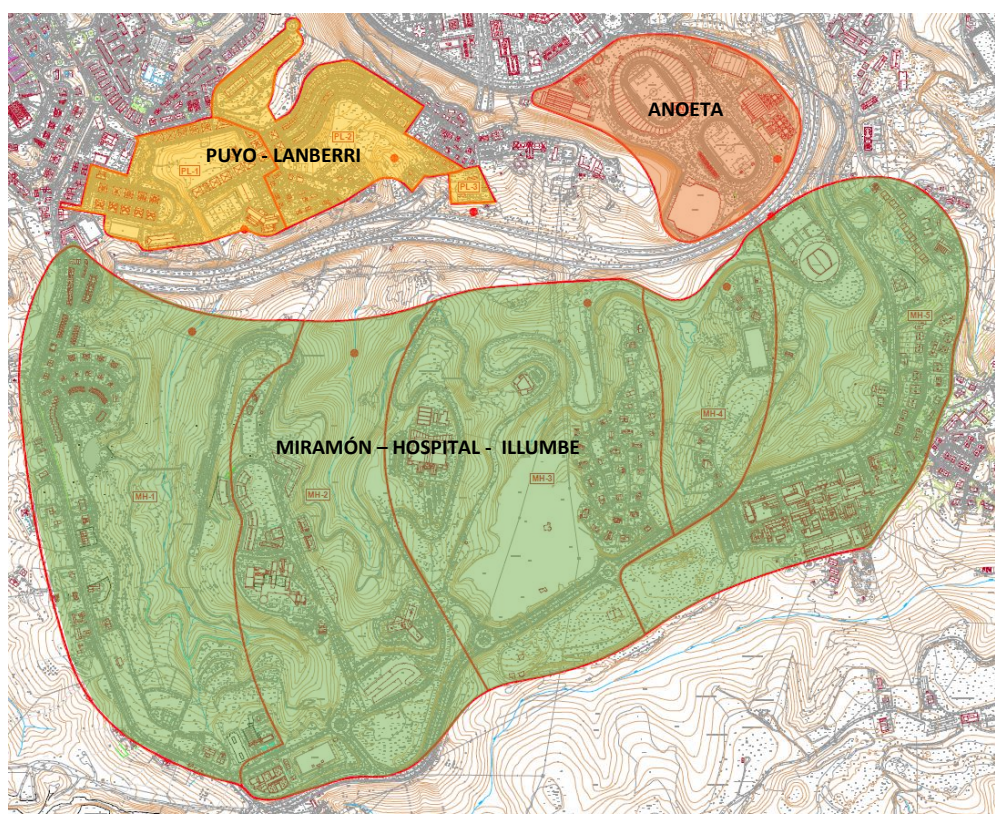 ANOETA
PL-2
PUYO - LANBERRI
PL-1
PL-3
MH-5
MH-4
MIRAMÓN – HOSPITAL - ILLUMBE
MH-3
MH-1
MH-2